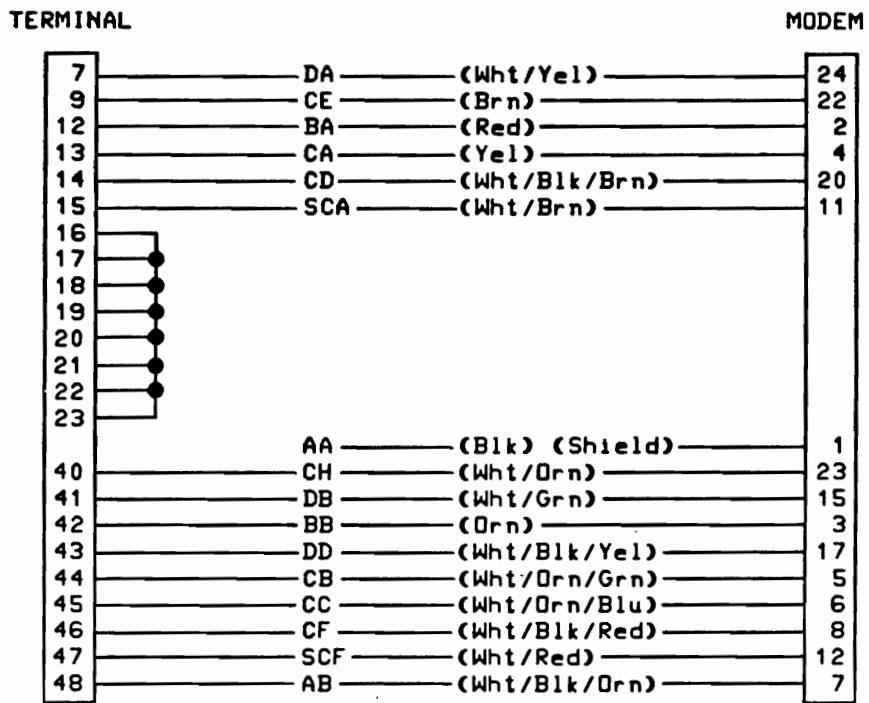 TERMINAL MODEM
7 DA (Wht/Yel) 24
9 CE (Brn) 22
12 BA (Red) 2
13 CA (Yel) 4
14 CD (Wht/Blk/Brn) 20
15 SCA (Wht/Brn) 11
16
17
18
19
20
21
22
23
AA (Blk) (Shield) 1
40 CH (Wht/Orn) 23
41 DB (Wht/Grn) 15
42 BB (Orn) 3
43 DD (Wht/Blk/Yel) 17
44 CB (Wht/Orn/Grn) 5
45 CC (Wht/Orn/Blu) 6
46 CF (Wht/Blk/Red) 8
47 SCF (Wht/Red) 12
48 AB (Wht/Blk/Orn) 7